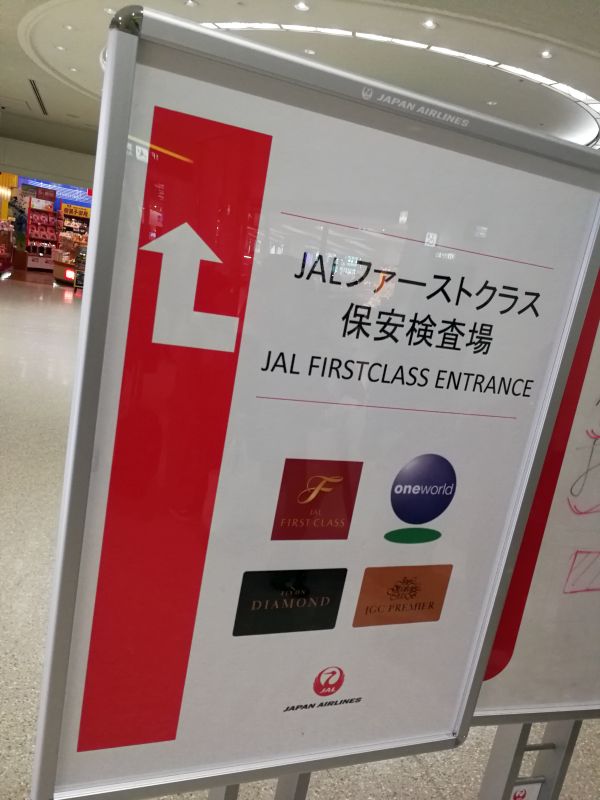 JAPAN AIRLINES
JALファーストクラス
保安検査場
JAL FIRSTCLASS ENTRANCE
F
JAL
FIRST CLASS
oneworld
DIAMOND
JGC PREMIER
JAL
JAPAN AIRLINES